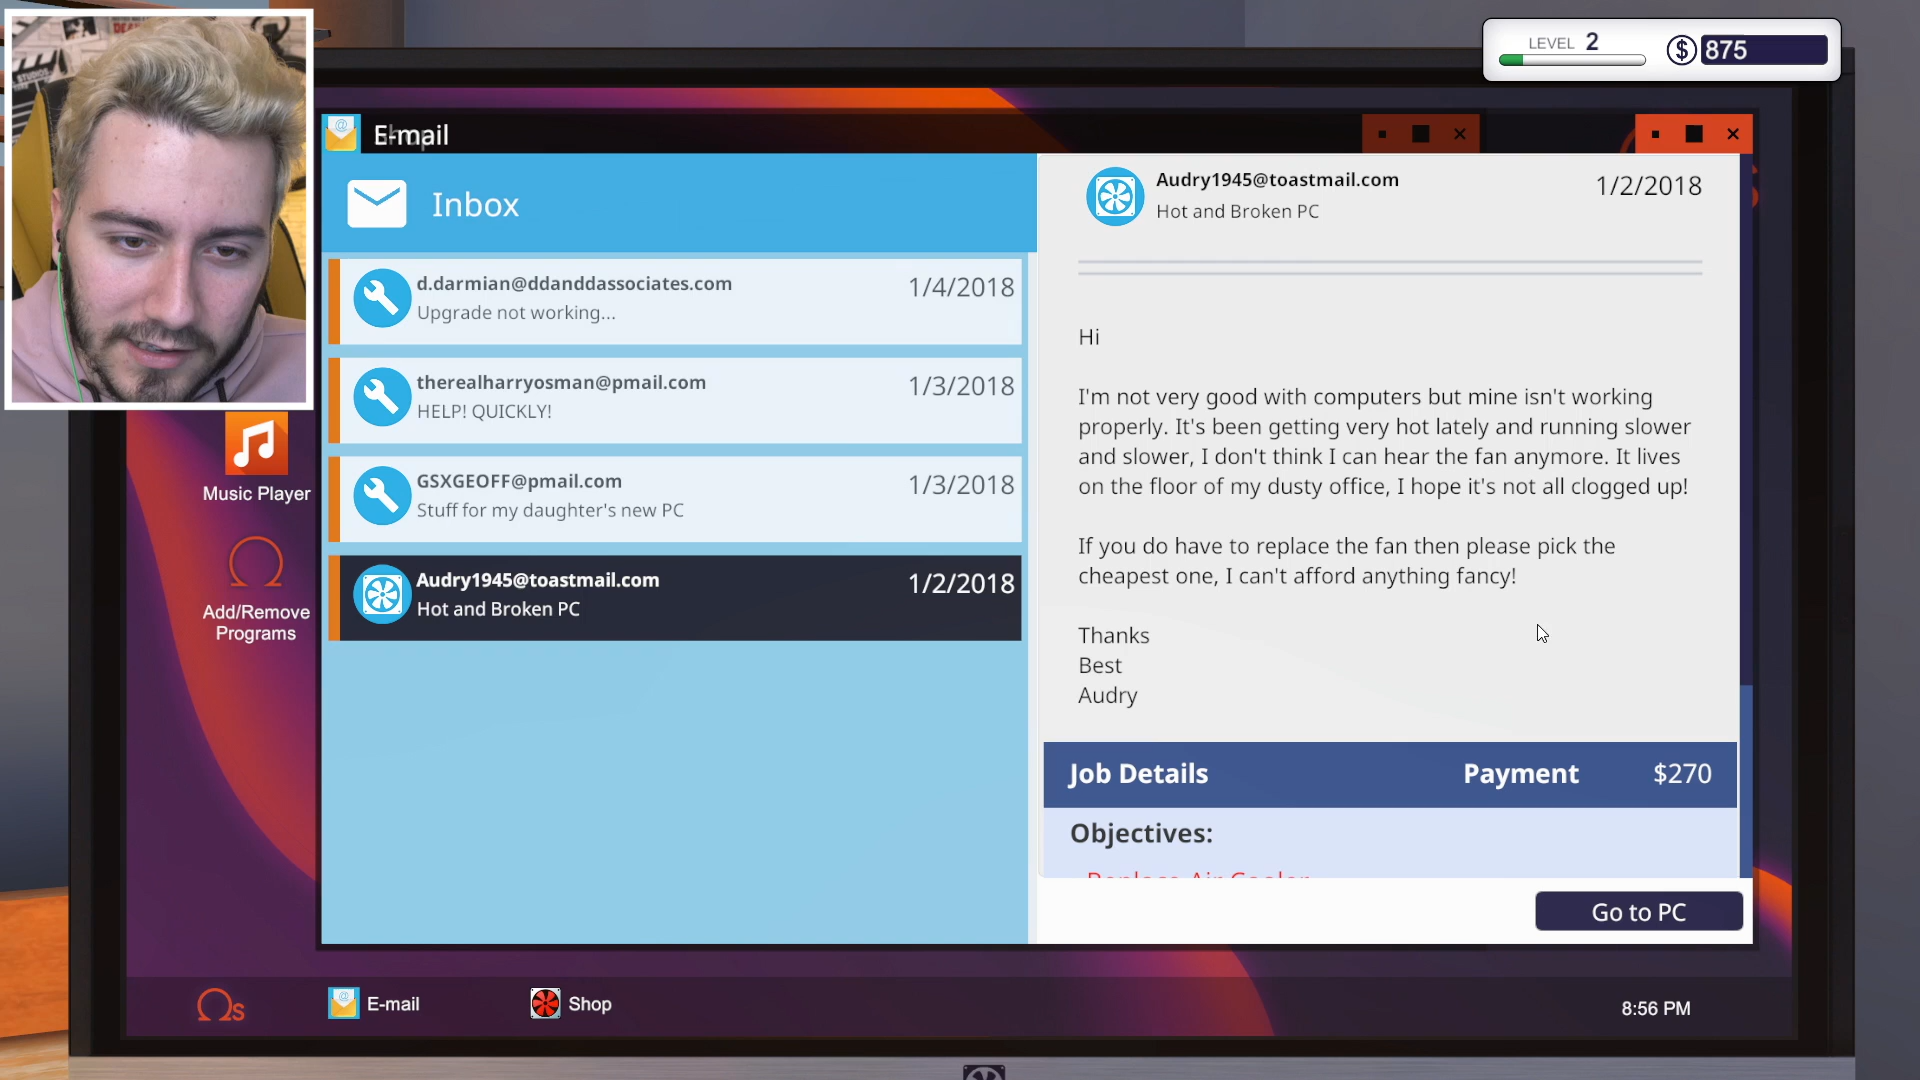 LEVEL 2
$ 875
E-mail
Inbox
d.darmian@ddanddassociates.com
1/4/2018
Upgrade not working...
therealharryosman@pmail.com
1/3/2018
HELP! QUICKLY!
GSXGEOFF@pmail.com
1/3/2018
Stuff for my daughter's new PC
Audry1945@toastmail.com
1/2/2018
Hot and Broken PC
Audry1945@toastmail.com
1/2/2018
Hot and Broken PC
Hi
I'm not very good with computers but mine isn't working
properly. It's been getting very hot lately and running slower
and slower, I don't think I can hear the fan anymore. It lives
on the floor of my dusty office, I hope it's not all clogged up!
If you do have to replace the fan then please pick the
cheapest one, I can't afford anything fancy!
Thanks
Best
Audry
Job Details
Payment
$270
Objectives:
Replace Air Cooler
Go to PC
Music Player
Add/Remove
Programs
Ωs
E-mail
Shop
8:56 PM